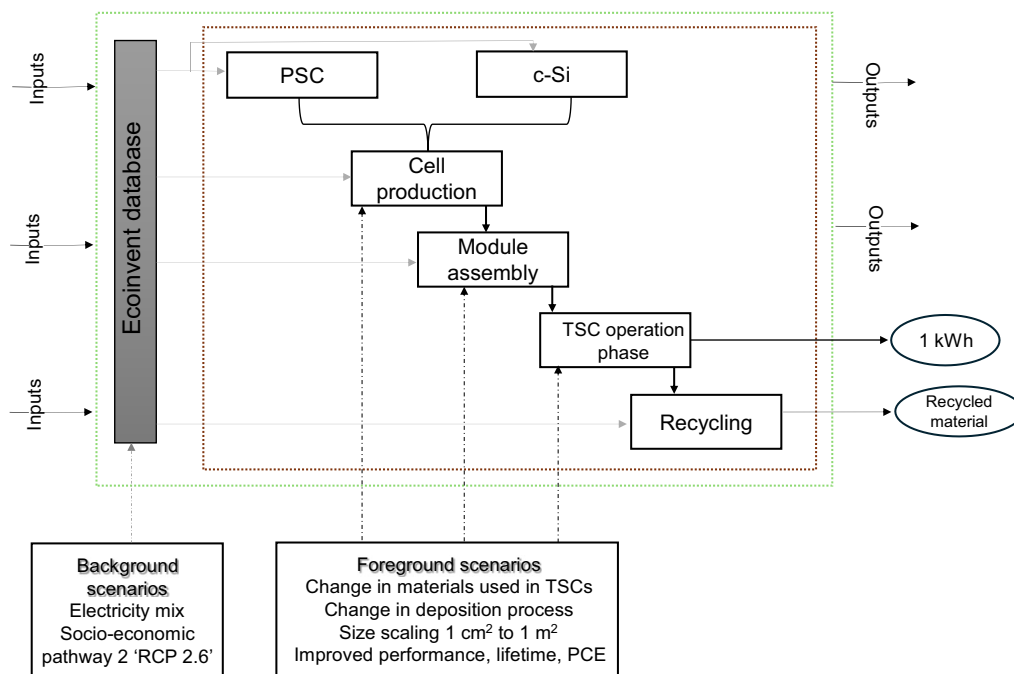 Inputs
Inputs
Inputs
Ecoinvent database
PSC
c-Si
Cell
production
Module
assembly
TSC operation
phase
Recycling
Outputs
Outputs
1 kWh
Recycled
material
Background
scenarios
Electricity mix
Socio-economic
pathway 2 ‘RCP 2.6’
Foreground scenarios
Change in materials used in TSCs
Change in deposition process
Size scaling 1 cm² to 1 m²
Improved performance, lifetime, PCE